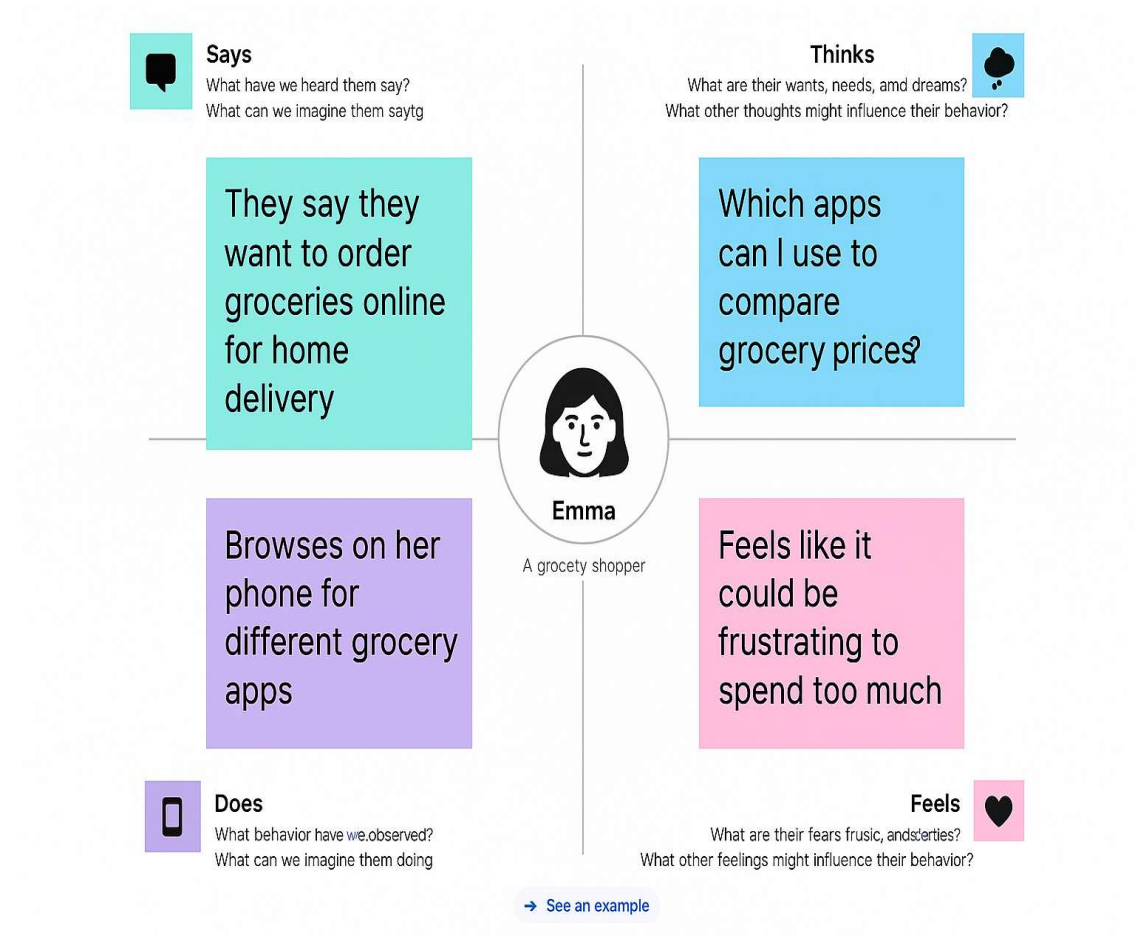 Says
What have we heard them say?
What can we imagine them saytg
Thinks
What are their wants, needs, amd dreams?
What other thoughts might influence their behavior?
They say they
want to order
groceries online
for home
delivery
Which apps
can I use to
compare
grocery prices?
Emma
A grocety shopper
Browses on her
phone for
different grocery
apps
Feels like it
could be
frustrating to
spend too much
Does
What behavior have we.observed?
What can we imagine them doing
Feels
What are their fears frusic,
What other feelings might influence their behavior?
→ See an example